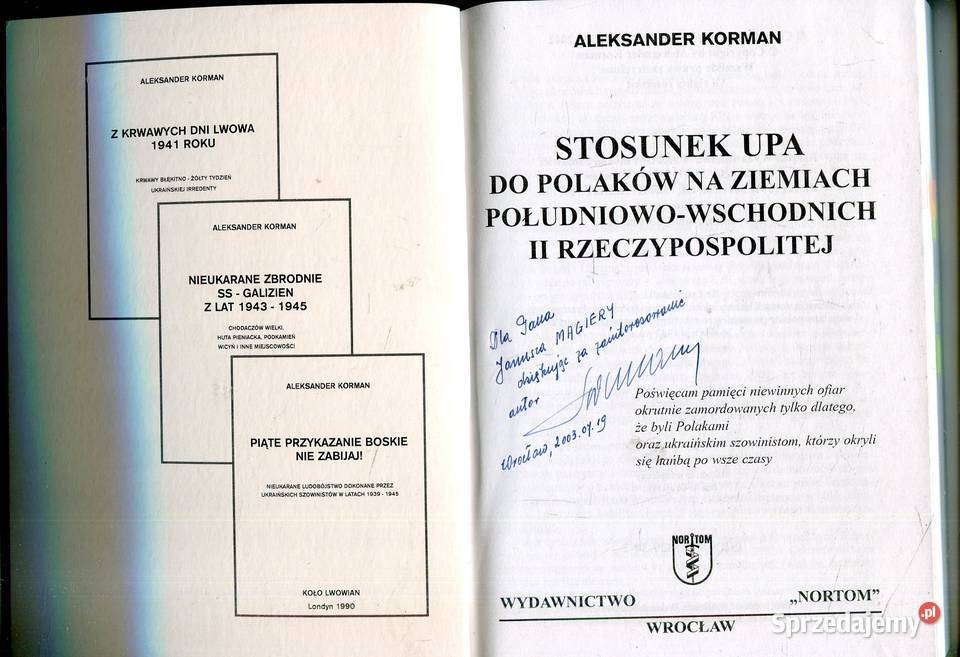 ALEKSANDER KORMAN
Z KRWAWYCH DNI LWOWA
1941 ROKU
KRWAWY BŁĘKITNO - ŻÓŁTY TYDZIEŃ
UKRAIŃSKIEJ IRREDENTY
ALEKSANDER KORMAN
NIEUKARANE ZBRODNIE
SS - GALIZIEN
Z LAT 1943 - 1945
CHODACZÓW WIELKI,
HUTA PIENIACKA, PODKAMIEŃ
WICYŃ I INNE MIEJSCOWOŚCI
ALEKSANDER KORMAN
PIĄTE PRZYKAZANIE BOSKIE
NIE ZABIJAJ!
NIEUKARANE LUDOBÓJSTWO DOKONANE PRZEZ
UKRAIŃSKICH SZOWINISTÓW W LATACH 1939 - 1945
KOŁO LWOWIAN
Londyn 1990
ALEKSANDER KORMAN
STOSUNEK UPA
DO POLAKÓW NA ZIEMIACH
POŁUDNIOWO-WSCHODNICH
II RZECZYPOSPOLITEJ
Dla Pana
Janusza MAGIERY
dziękując za zainteresowanie
autor
Wrocław, 2003.07.19
Poświęcam pamięci niewinnych ofiar
okrutnie zamordowanych tylko dlatego,
że byli Polakami
oraz ukraińskim szowinistom, którzy okryli
się hańbą po wsze czasy
NORTOM
WYDAWNICTWO „NORTOM”
WROCŁAW
Sprzedajemy.pl